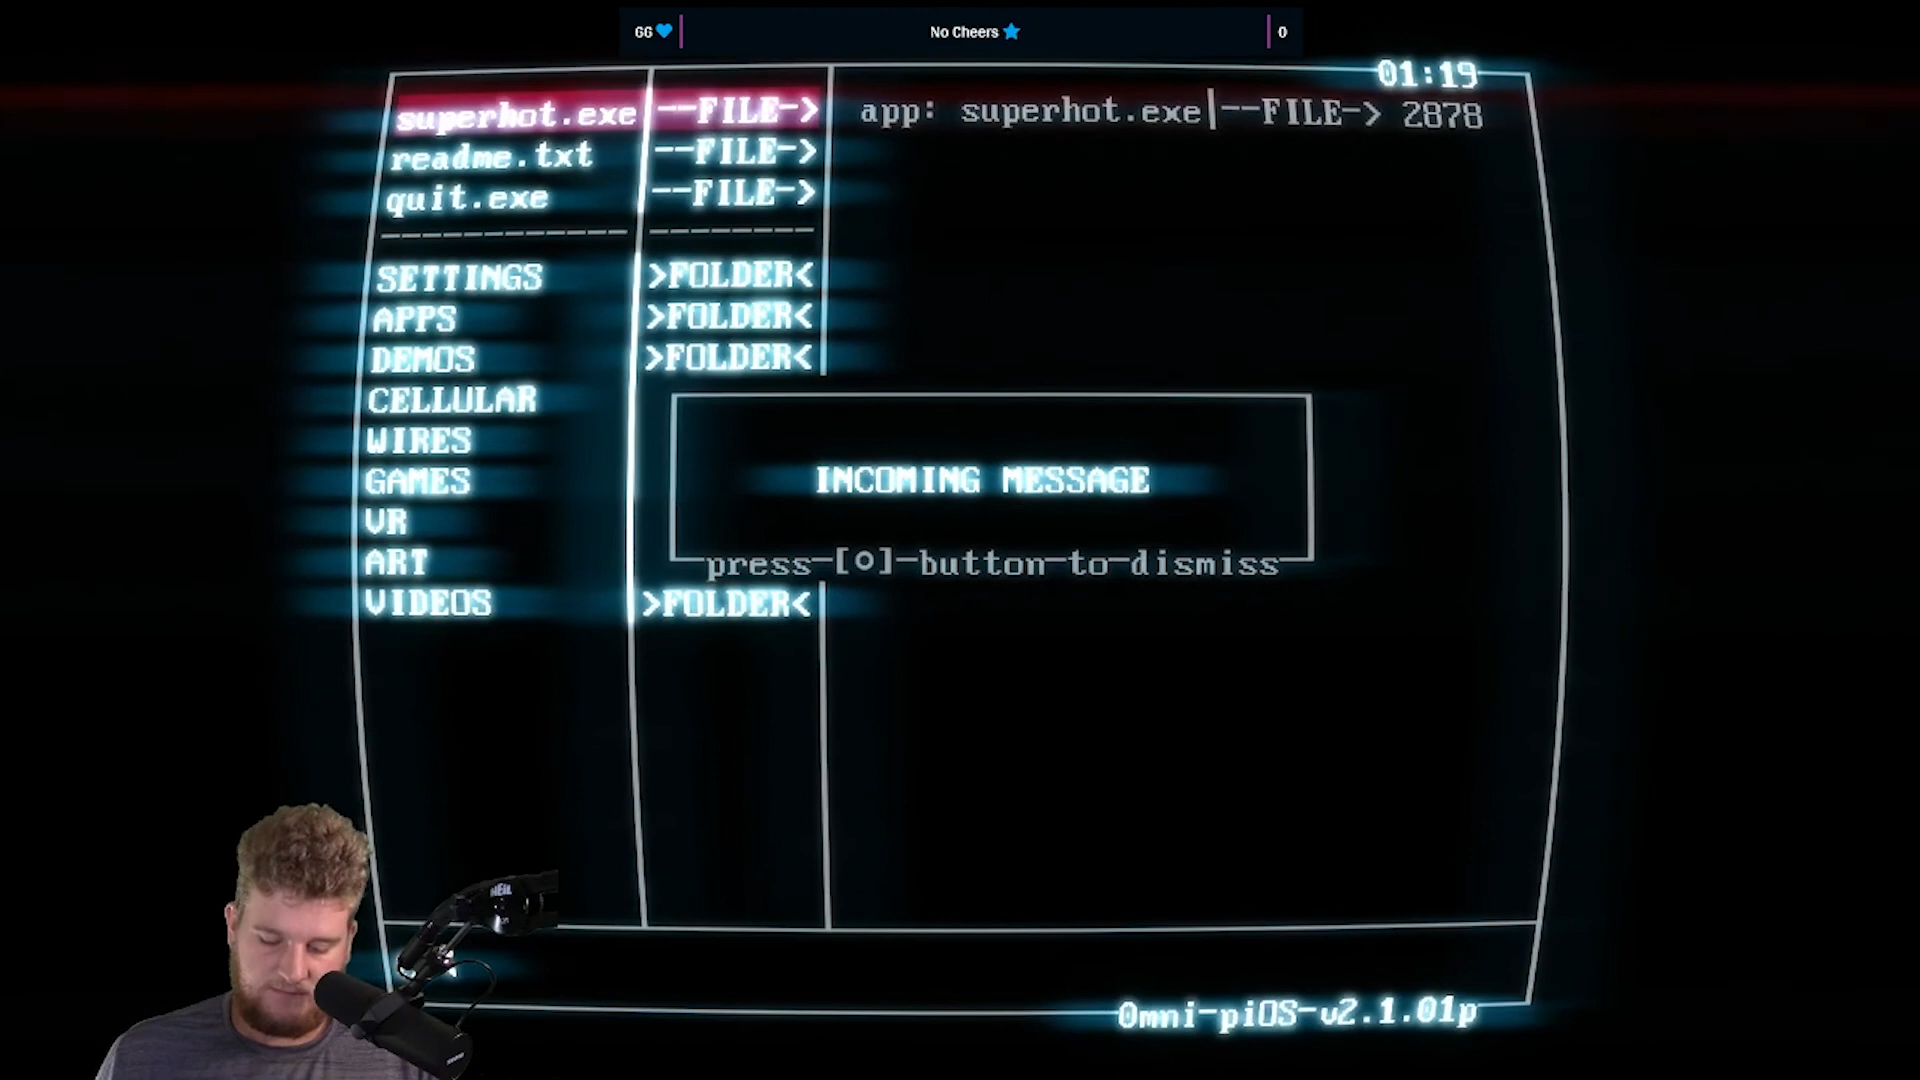 66
No Cheers
0
01:19
superhot.exe --FILE->
app: superhot.exe|--FILE-> 2878
readme.txt --FILE->
quit.exe --FILE->
SETTINGS >FOLDER<
APPS >FOLDER<
DEMOS >FOLDER<
CELLULAR
WIRES
GAMES
VR
ART
VIDEOS >FOLDER<
INCOMING MESSAGE
press-[O]-button-to-dismiss
0mni-piOS-v2.1.01p